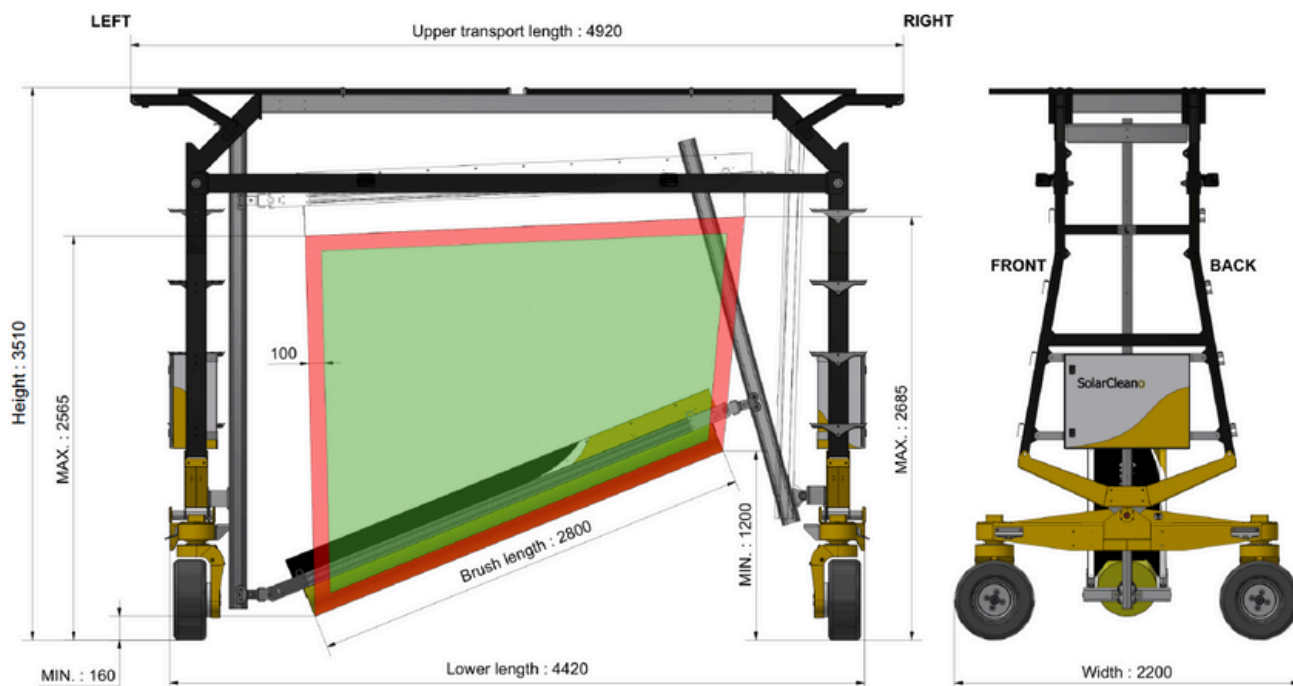 LEFT
RIGHT
Upper transport length : 4920
Height : 3510
MAX. : 2565
100
FRONT
BACK
SolarCleano
MAX. : 2685
MIN. : 1200
Brush length : 2800
MIN. : 160
Lower length : 4420
Width : 2200